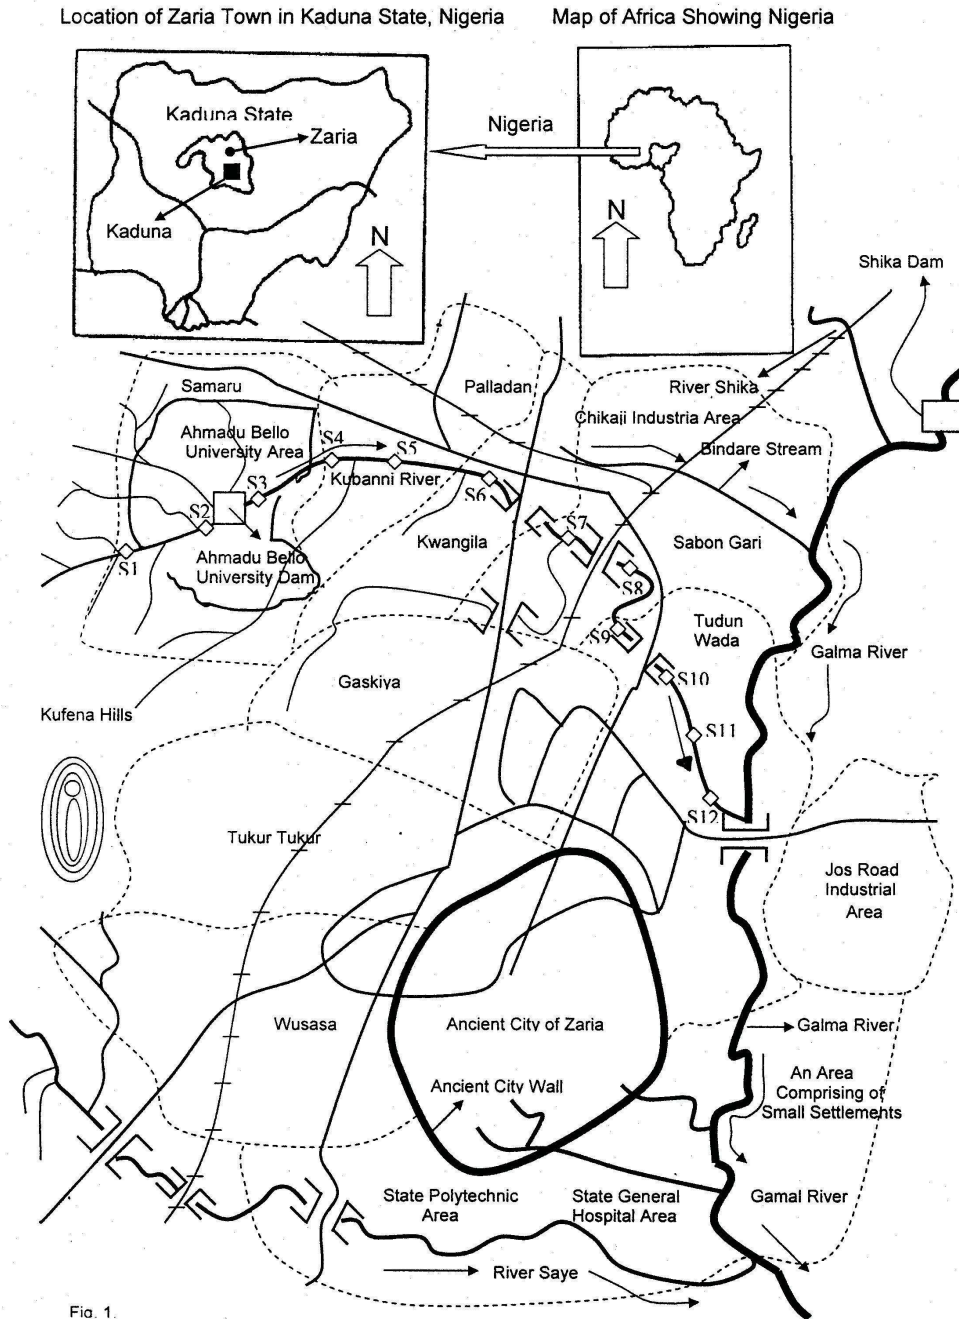 Location of Zaria Town in Kaduna State, Nigeria
Map of Africa Showing Nigeria
Kaduna State
Zaria
Kaduna
N
Nigeria
N
Shika Dam
Samaru
Palladan
River Shika
Chikaji Industria Area
Ahmadu Bello
University Area
S4
S5
Bindare Stream
S3
Kubanni River
S6
S2
S7
Kwangila
Sabon Gari
S1
Ahmadu Bello
University Dam
S8
Tudun
Wada
S9
Galma River
Gaskiya
S10
Kufena Hills
S11
S12
Tukur Tukur
Jos Road
Industrial
Area
Wusasa
Ancient City of Zaria
Galma River
Ancient City Wall
An Area
Comprising of
Small Settlements
State Polytechnic
Area
State General
Hospital Area
Gamal River
River Saye
Fig. 1.